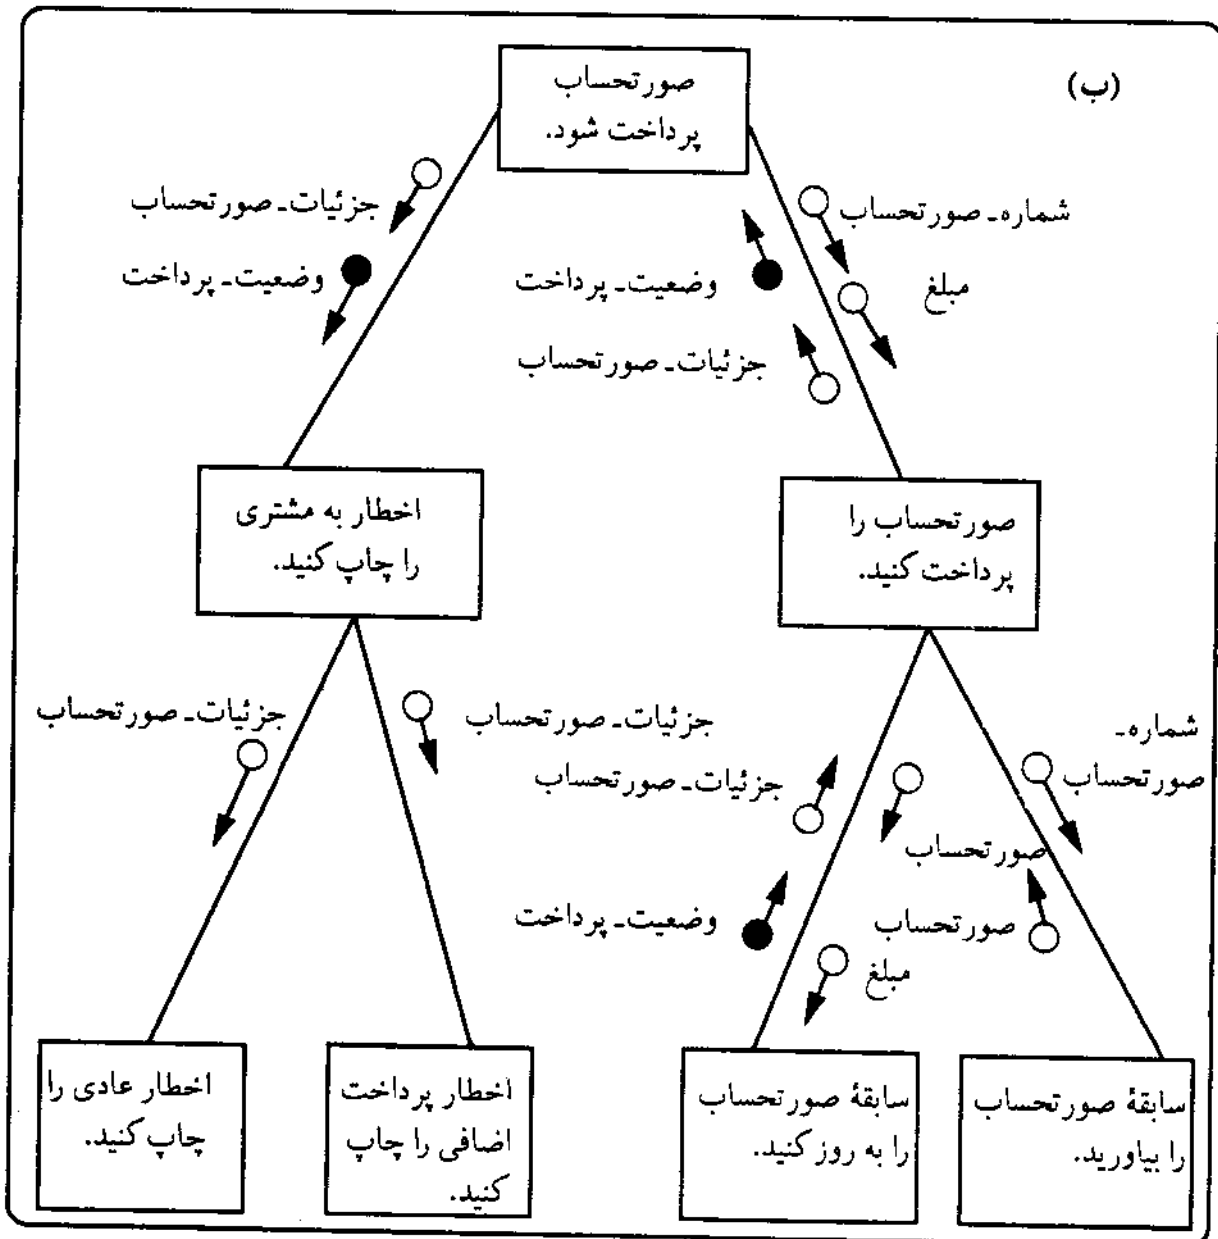 (ب)
صورتحساب
پرداخت شود.
شماره-صورتحساب
مبلغ
وضعیت-پرداخت
جزئیات-صورتحساب
جزئیات-صورتحساب
وضعیت-پرداخت
صورتحساب را
پرداخت کنید.
اخطار به مشتری
را چاپ کنید.
شماره-
صورتحساب
صورتحساب
صورتحساب
جزئیات-صورتحساب
وضعیت-پرداخت
مبلغ
جزئیات-صورتحساب
جزئیات-صورتحساب
سابقهٔ صورتحساب
را بیاورید.
سابقهٔ صورتحساب
را به روز کنید.
اخطار پرداخت
اضافی را چاپ
کنید.
اخطار عادی را
چاپ کنید.